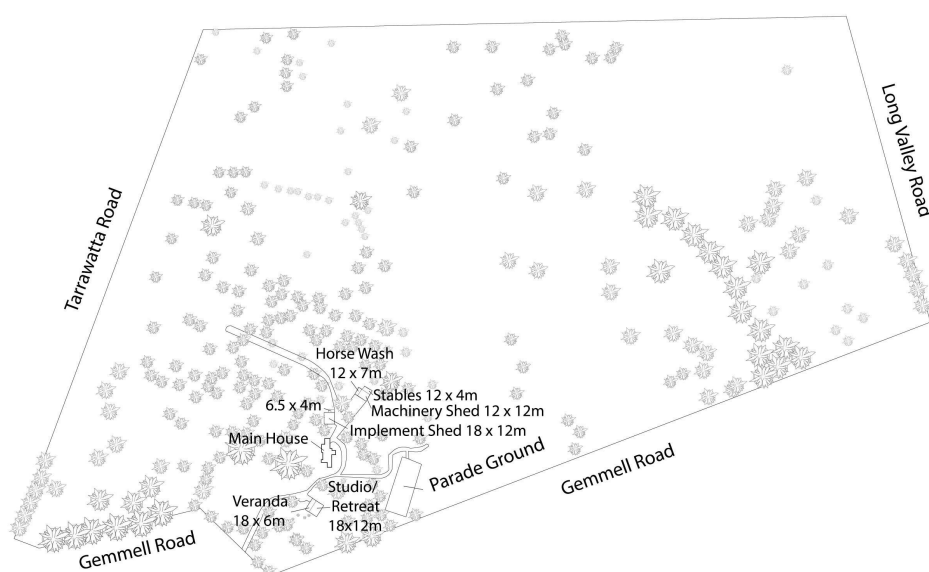 Tarrawatta Road
Long Valley Road
Horse Wash
12 x 7m
Stables 12 x 4m
6.5 x 4m
Machinery Shed 12 x 12m
Implement Shed 18 x 12m
Main House
Parade Ground
Gemmell Road
Studio/
Retreat
18x12m
Veranda
18 x 6m
Gemmell Road